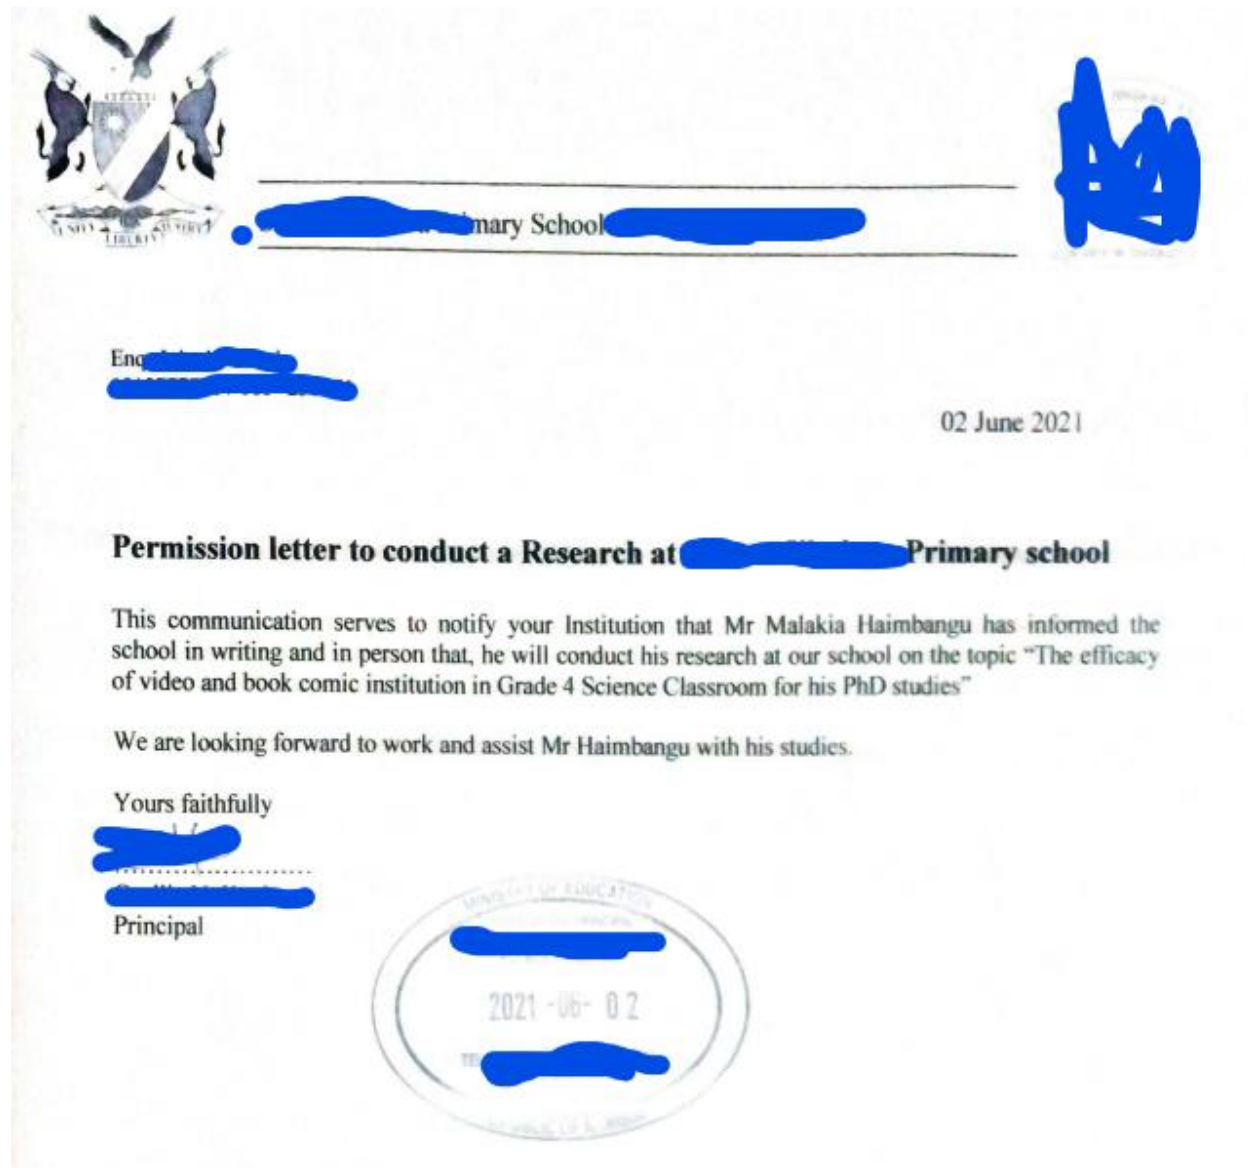 UNITY LIBERTY JUSTICE
Primary School
02 June 2021
Permission letter to conduct a Research at Primary school
This communication serves to notify your Institution that Mr Malakia Haimbangu has informed the
school in writing and in person that, he will conduct his research at our school on the topic “The efficacy
of video and book comic institution in Grade 4 Science Classroom for his PhD studies”
We are looking forward to work and assist Mr Haimbangu with his studies.
Yours faithfully
Principal
MINISTRY OF EDUCATION
2021 -06- 02